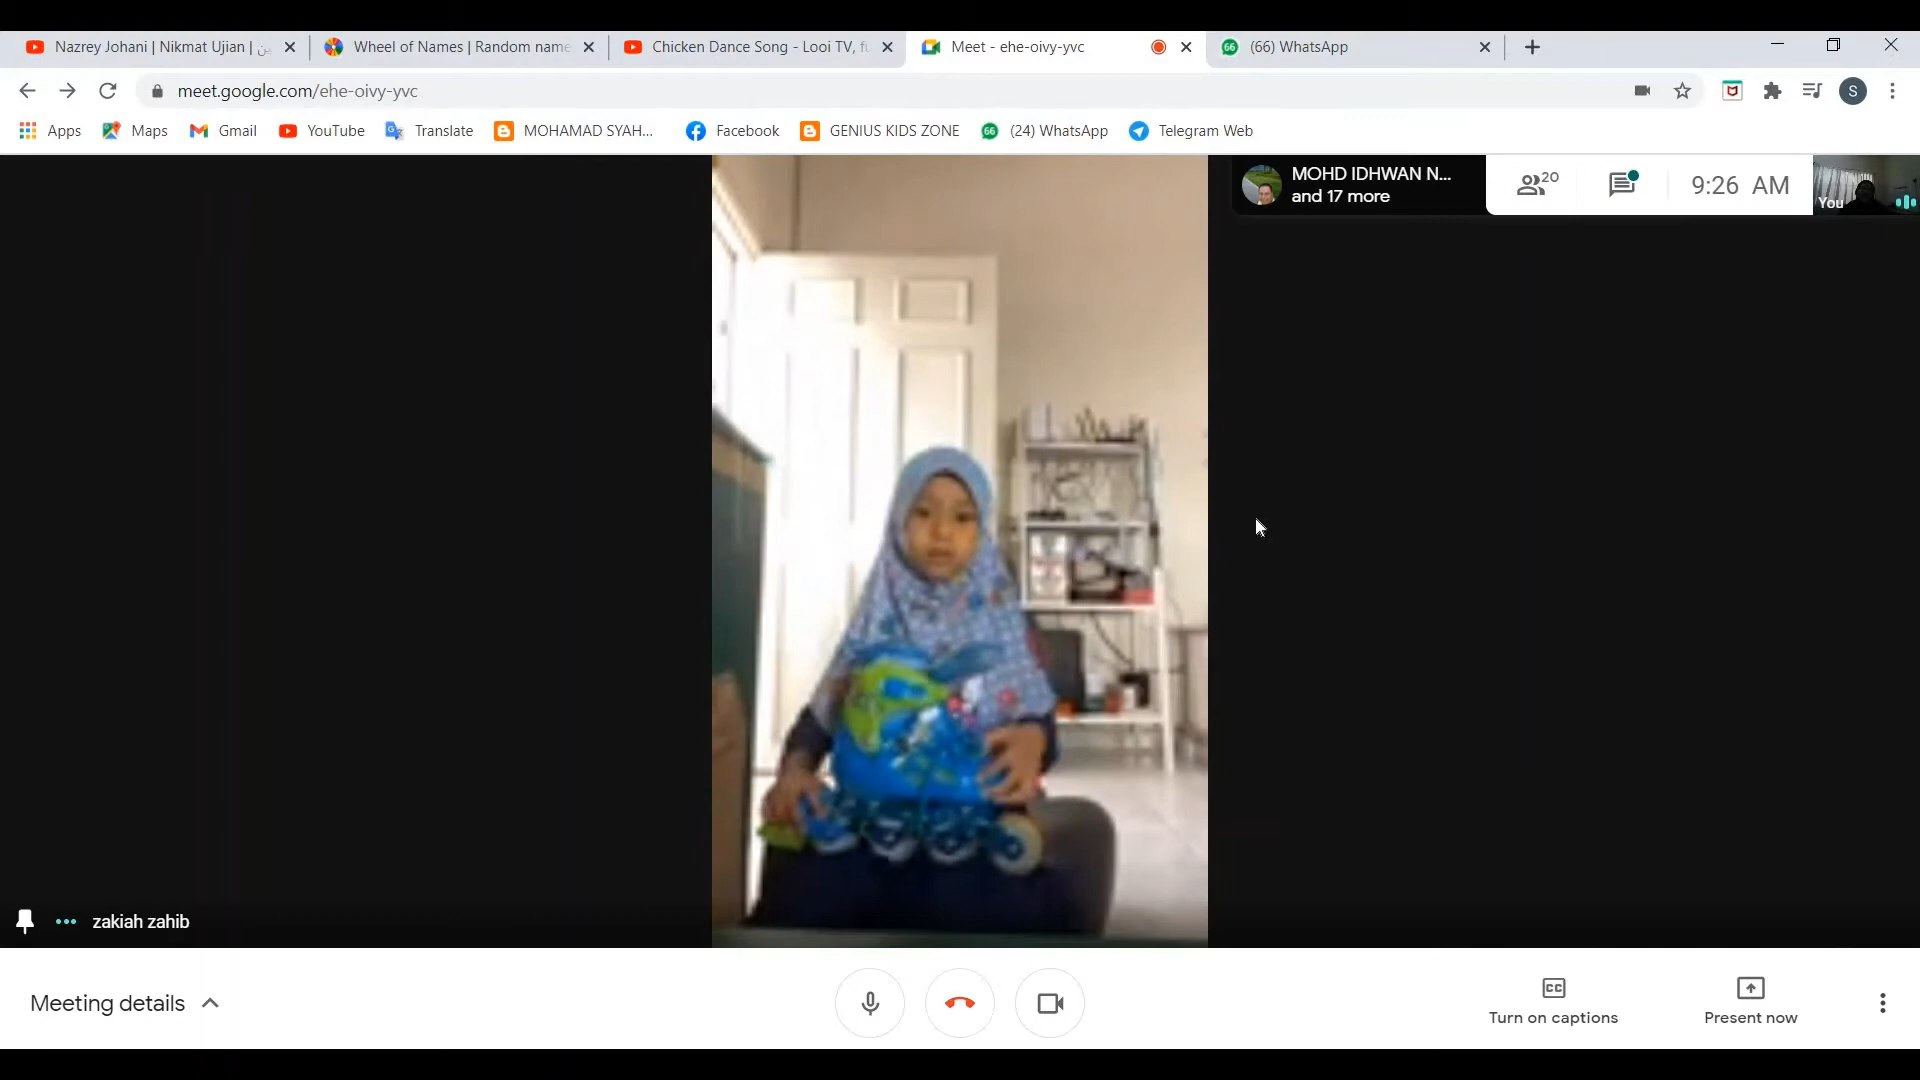 Nazrey Johani | Nikmat Ujian |
Wheel of Names | Random name
Chicken Dance Song - Looi TV, fu
Meet - ehe-oivy-yvc
(66) WhatsApp
meet.google.com/ehe-oivy-yvc
S
Apps
Maps
Gmail
YouTube
Translate
MOHAMAD SYAH...
Facebook
GENIUS KIDS ZONE
66
(24) WhatsApp
Telegram Web
MOHD IDHWAN N...
and 17 more
20
9:26 AM
You
zakiah zahib
Meeting details
CC
Turn on captions
Present now